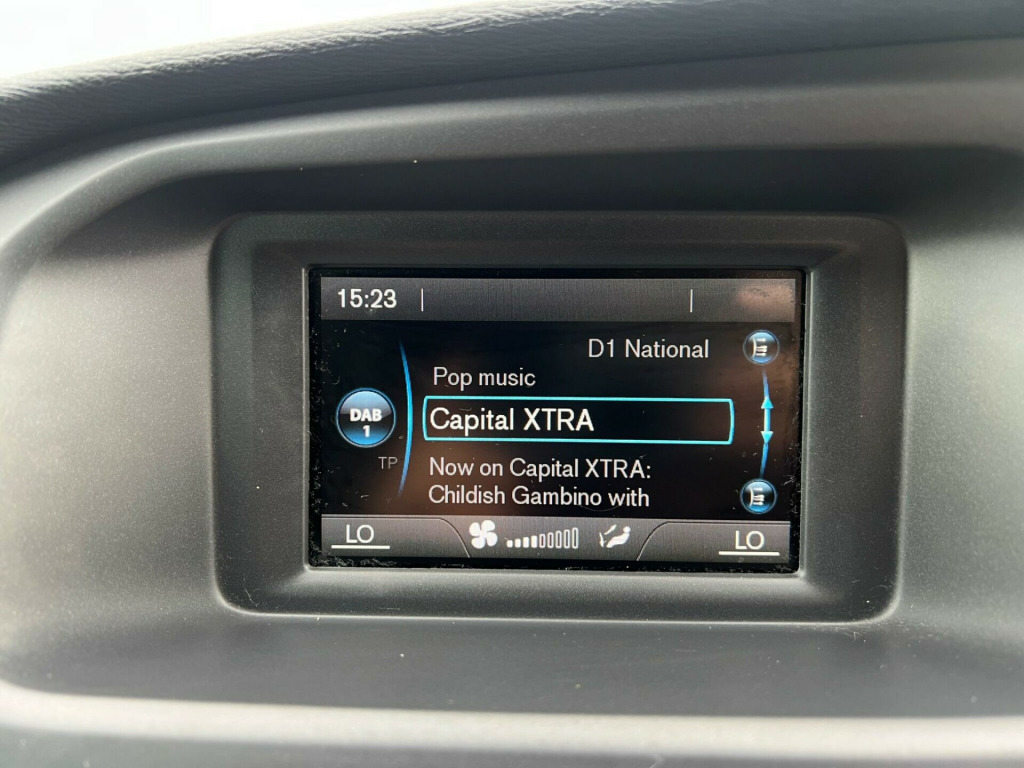 15:23
D1 National
Pop music
DAB
1
Capital XTRA
TP
Now on Capital XTRA:
Childish Gambino with
LO
LO